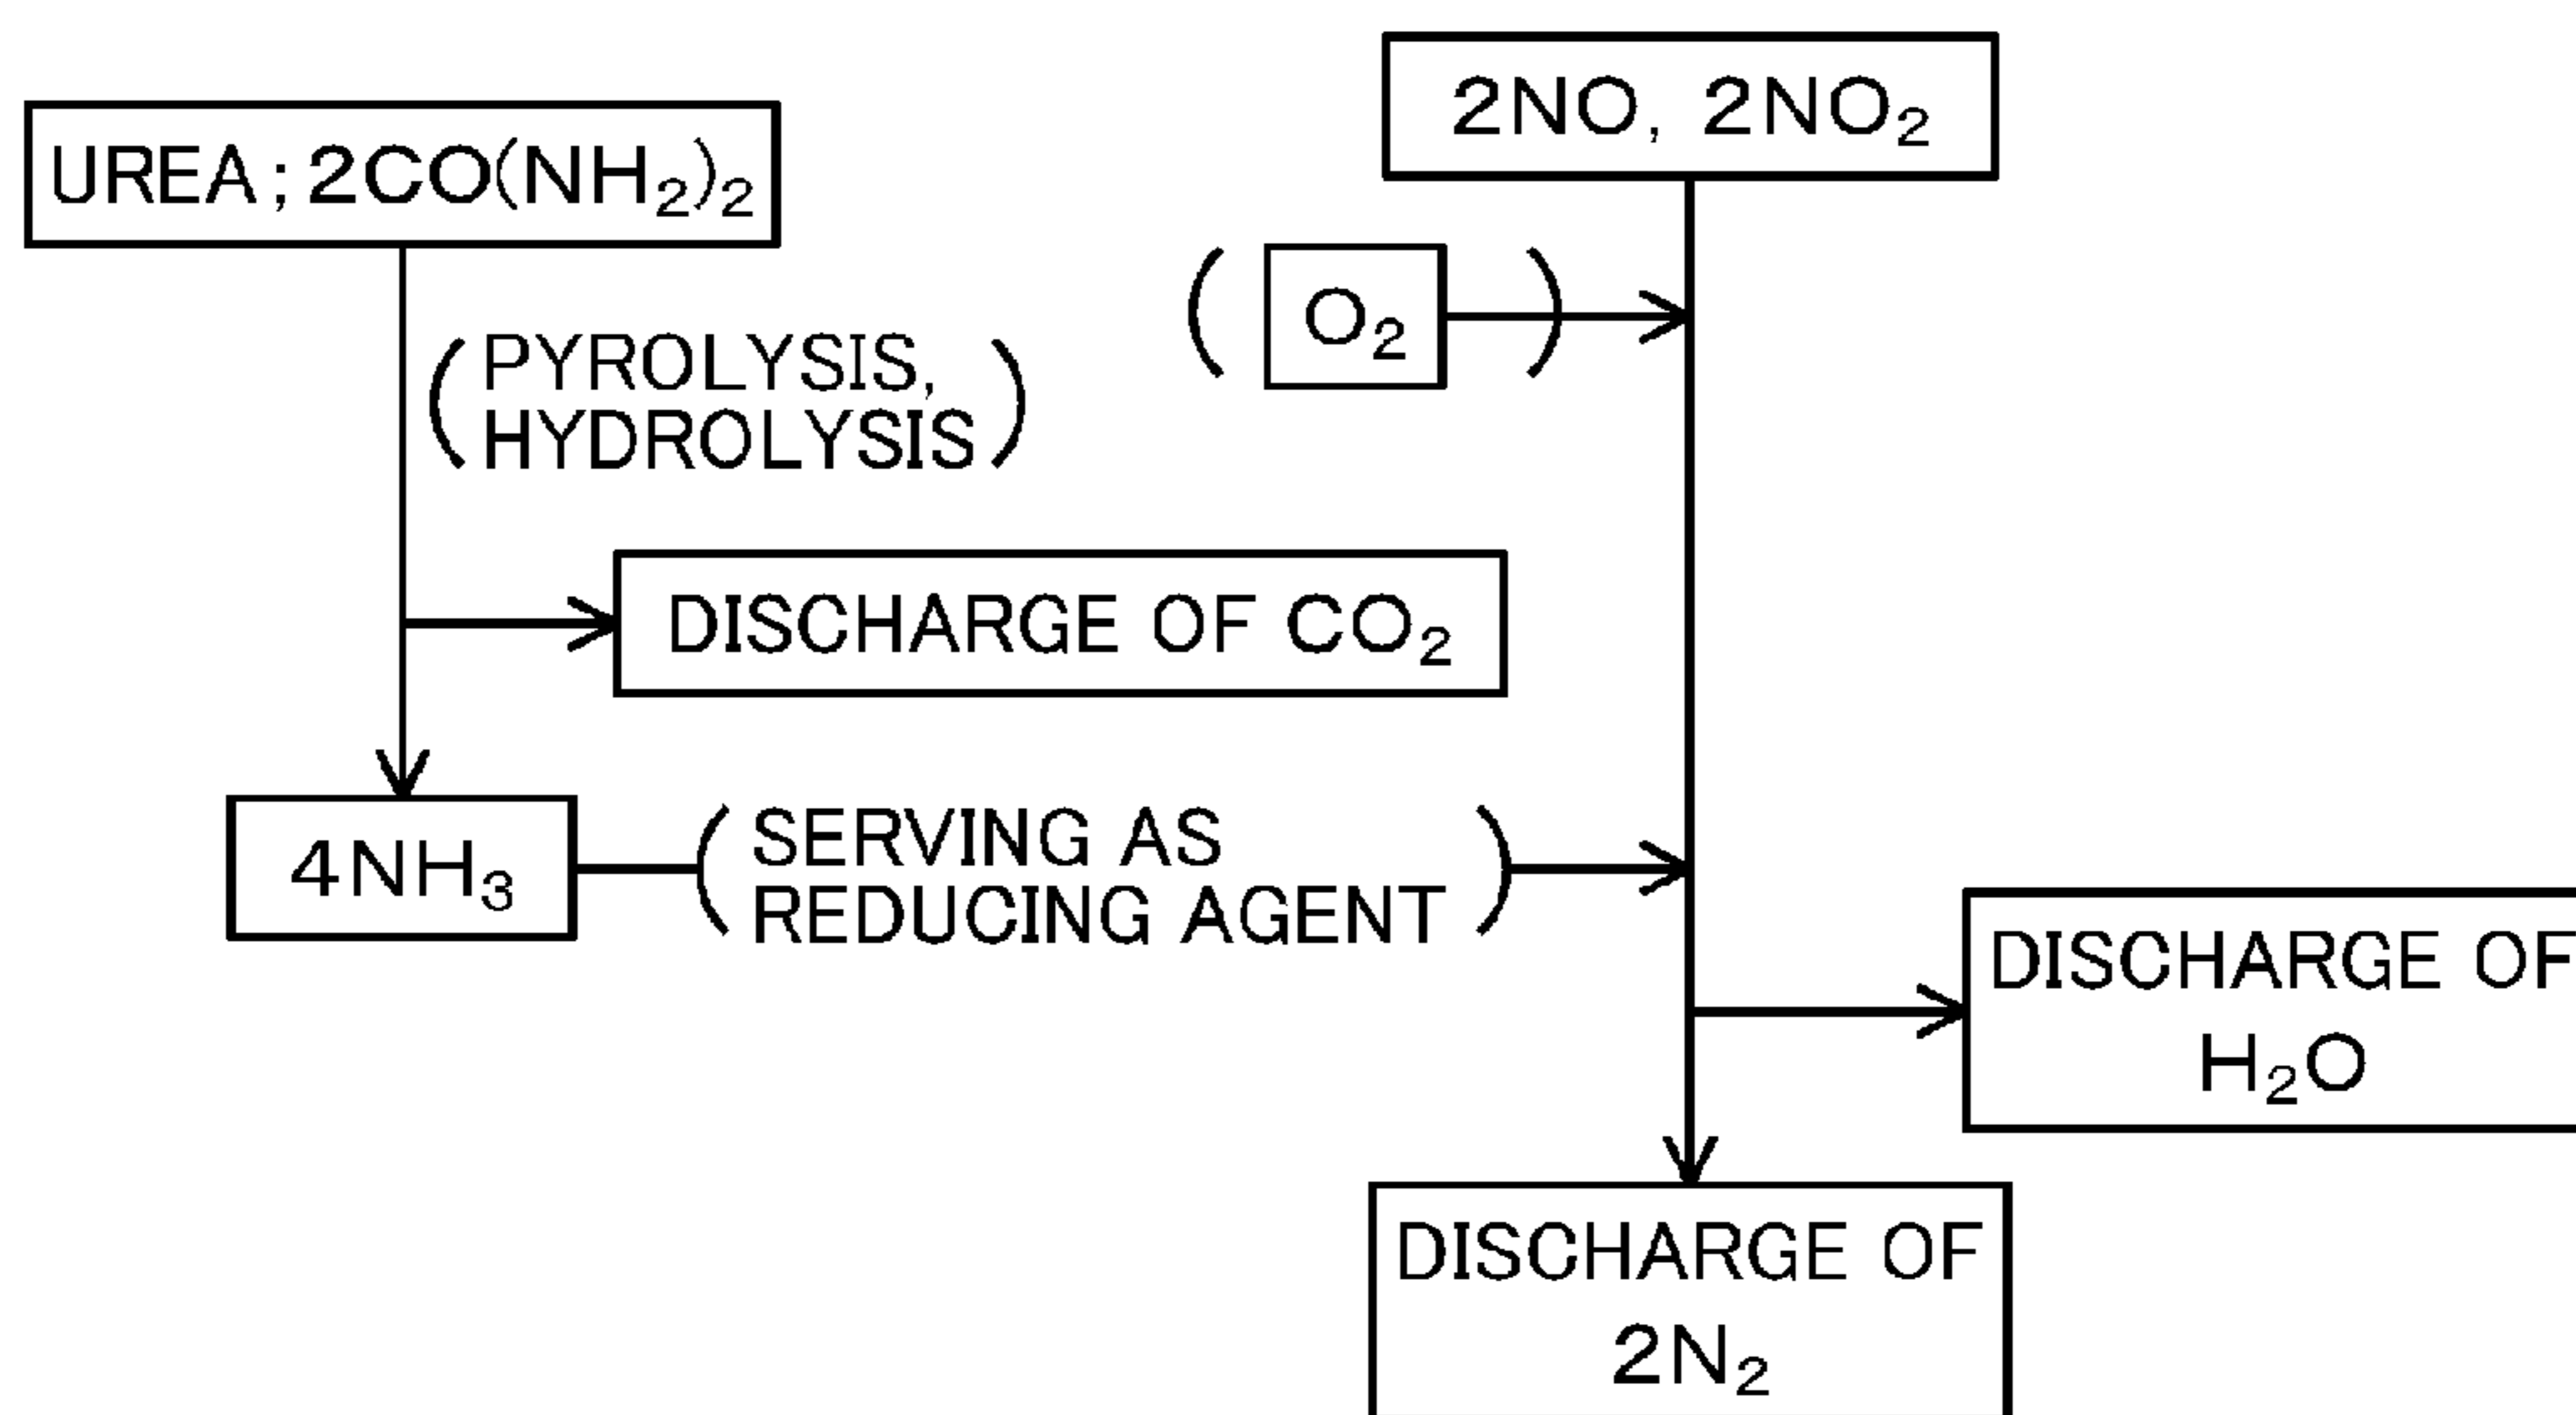 UREA ; 2CO(NH₂)₂
2NO, 2NO₂
O₂
(PYROLYSIS,
HYDROLYSIS)
DISCHARGE OF CO₂
4NH₃
(SERVING AS
REDUCING AGENT)
DISCHARGE OF
H₂O
DISCHARGE OF
2N₂